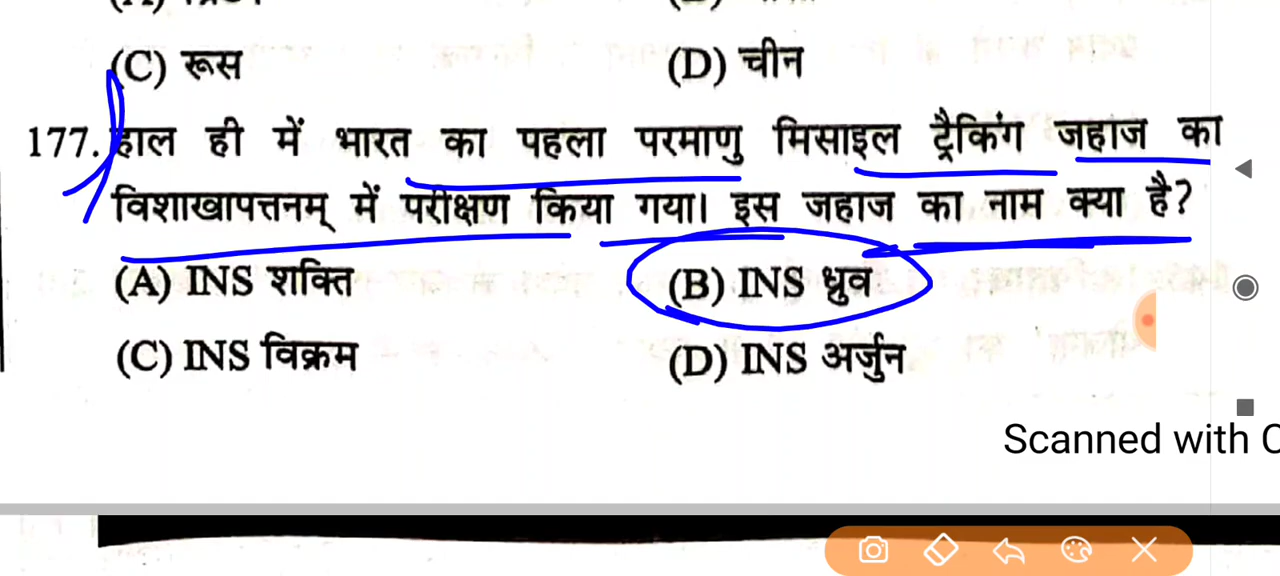 (C) रूस (D) चीन
177. हाल ही में भारत का पहला परमाणु मिसाइल ट्रैकिंग जहाज का
विशाखापत्तनम् में परीक्षण किया गया। इस जहाज का नाम क्या है?
(A) INS शक्ति (B) INS ध्रुव
(C) INS विक्रम (D) INS अर्जुन
Scanned with